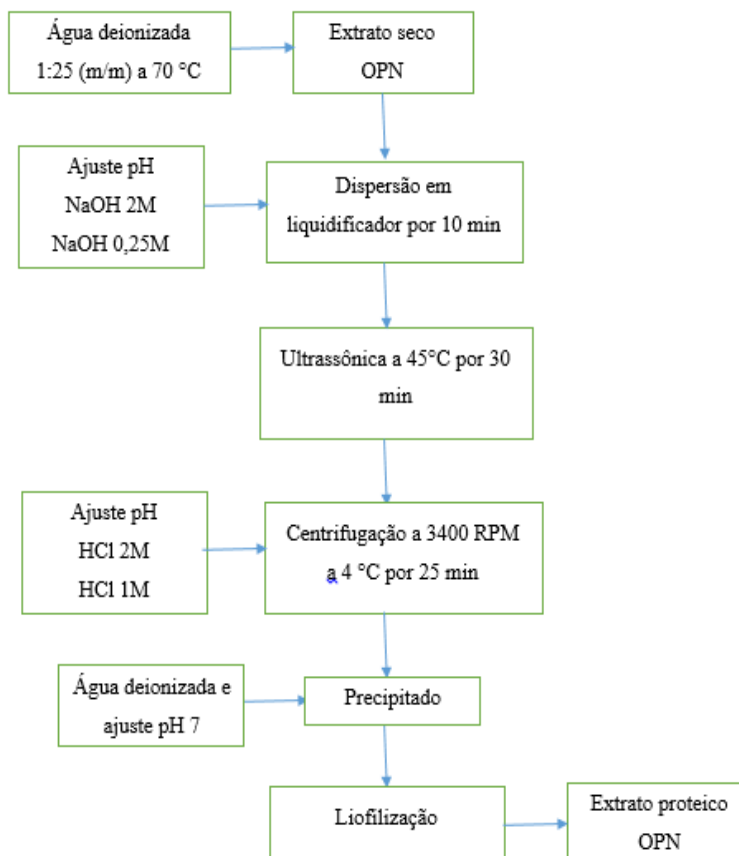 Água deionizada
1:25 (m/m) a 70 °C
Extrato seco
OPN
Ajuste pH
NaOH 2M
NaOH 0,25M
Dispersão em
liquidificador por 10 min
Ultrassônica a 45°C por 30
min
Ajuste pH
HCl 2M
HCl 1M
Centrifugação a 3400 RPM
a 4 °C por 25 min
Água deionizada e
ajuste pH 7
Precipitado
Liofilização
Extrato proteico
OPN